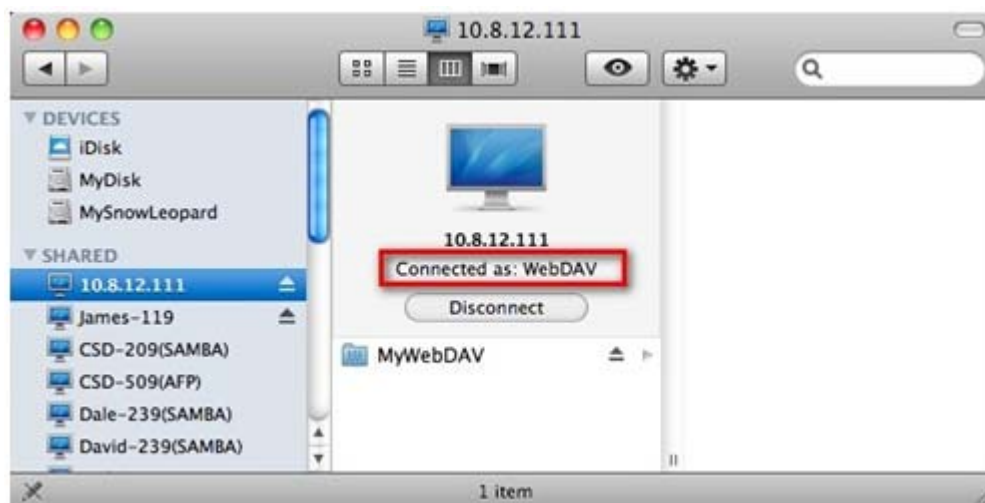 10.8.12.111
DEVICES
iDisk
MyDisk
MySnowLeopard
SHARED
10.8.12.111
James-119
CSD-209(SAMBA)
CSD-509(AFP)
Dale-239(SAMBA)
David-239(SAMBA)
10.8.12.111
Connected as: WebDAV
Disconnect
MyWebDAV
1 item